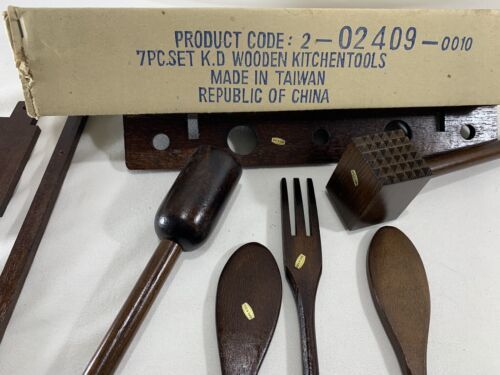 PRODUCT CODE: 2-02409-0010
7PC.SET K.D WOODEN KITCHENTOOLS
MADE IN TAIWAN
REPUBLIC OF CHINA